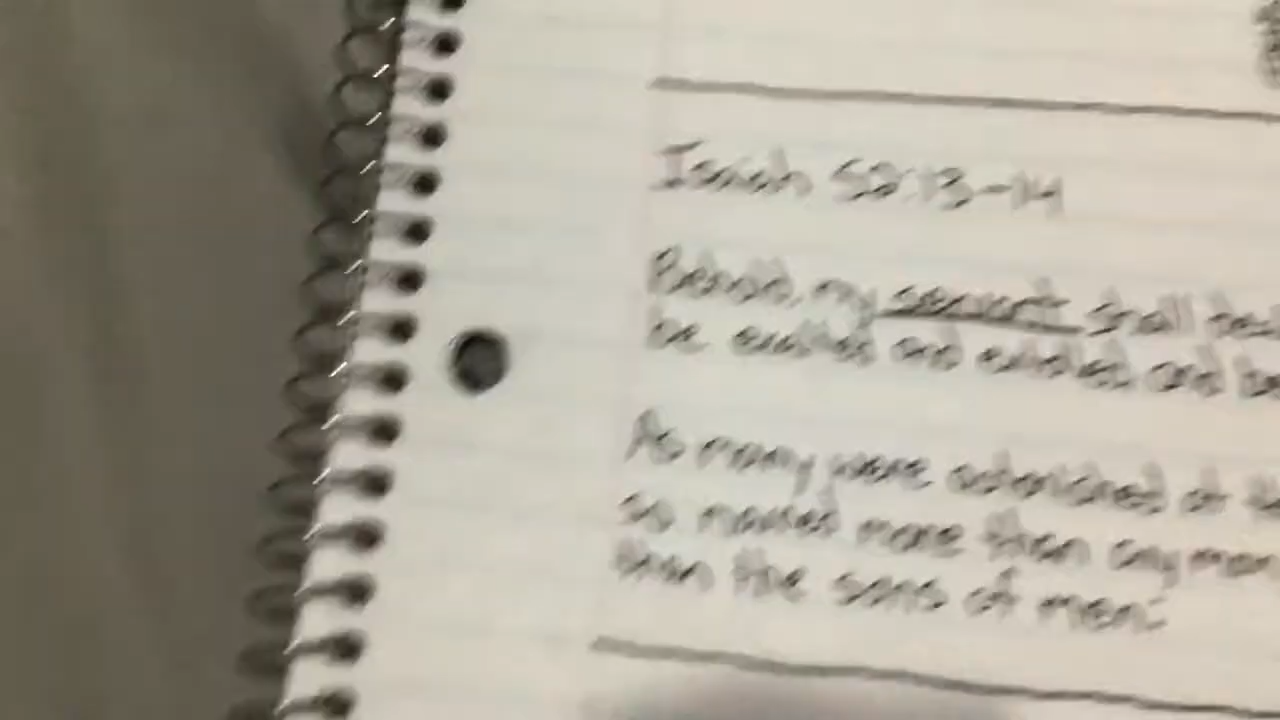 Isaiah 52:13-14
Behold, my servant shall
be exalted and extolled, and be
As many were astonished at
so marred more than any man
than the sons of men: